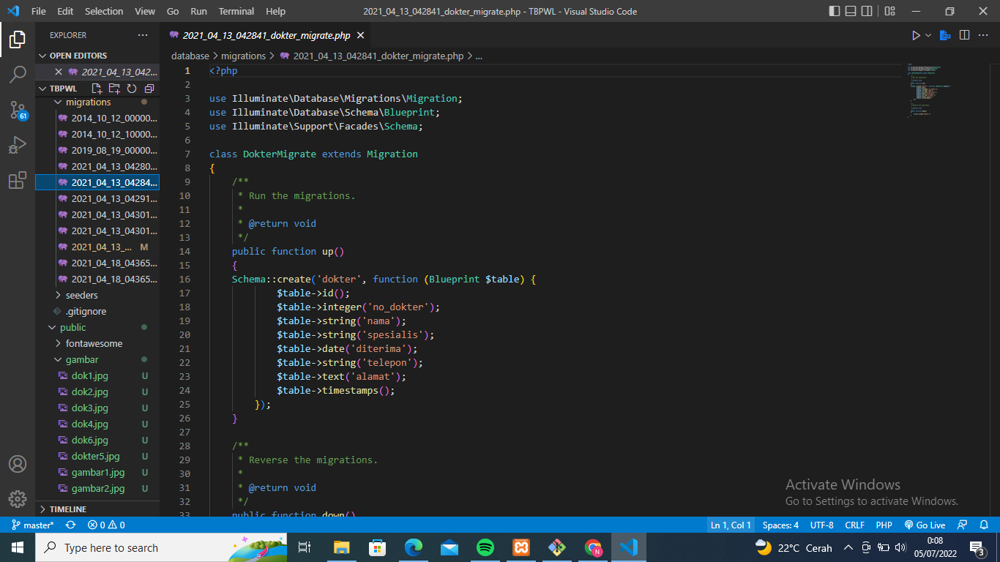 File Edit Selection View Go Run Terminal Help
2021_04_13_042841_dokter_migrate.php - TBPWL - Visual Studio Code
EXPLORER
OPEN EDITORS
2021_04_13_042...
TBPWL
migrations
2014_10_12_00000...
2014_10_12_10000...
2019_08_19_00000...
2021_04_13_04280...
2021_04_13_04284...
2021_04_13_04291...
2021_04_13_04301...
2021_04_13_04301...
2021_04_13_... M
2021_04_18_04365...
2021_04_18_04365...
seeders
.gitignore
public
fontawesome
gambar
dok1.jpg U
dok2.jpg U
dok3.jpg U
dok4.jpg U
dok6.jpg U
dokter5.jpg U
gambar1.jpg U
gambar2.jpg U
TIMELINE
61
2021_04_13_042841_dokter_migrate.php
database > migrations > 2021_04_13_042841_dokter_migrate.php > ...
1 <?php
2
3 use Illuminate\Database\Migrations\Migration;
4 use Illuminate\Database\Schema\Blueprint;
5 use Illuminate\Support\Facades\Schema;
6
7 class DokterMigrate extends Migration
8 {
9 /**
10 * Run the migrations.
11 *
12 * @return void
13 */
14 public function up()
15 {
16 Schema::create('dokter', function (Blueprint $table) {
17 $table->id();
18 $table->integer('no_dokter');
19 $table->string('nama');
20 $table->string('spesialis');
21 $table->date('diterima');
22 $table->string('telepon');
23 $table->text('alamat');
24 $table->timestamps();
25 });
26 }
27
28 /**
29 * Reverse the migrations.
30 *
31 * @return void
32 */
33 public function down()
Activate Windows
Go to Settings to activate Windows.
master* 0 0
Ln 1, Col 1 Spaces: 4 UTF-8 CRLF PHP Go Live
Type here to search
N
22°C Cerah
0:08
05/07/2022
3